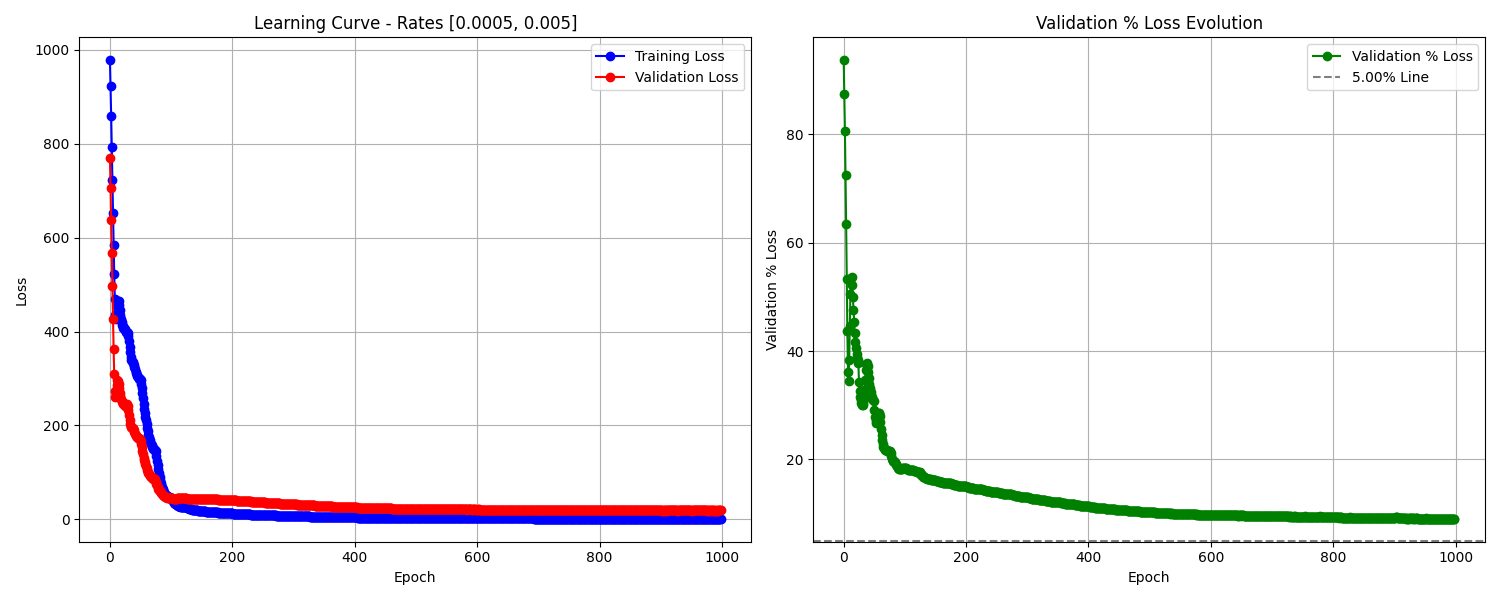 Learning Curve - Rates [0.0005, 0.005]
1000
800
600
400
200
0
Loss
0
200
400
600
800
1000
Epoch
Training Loss
Validation Loss
Validation % Loss Evolution
80
60
40
20
Validation % Loss
0
200
400
600
800
1000
Epoch
Validation % Loss
5.00% Line